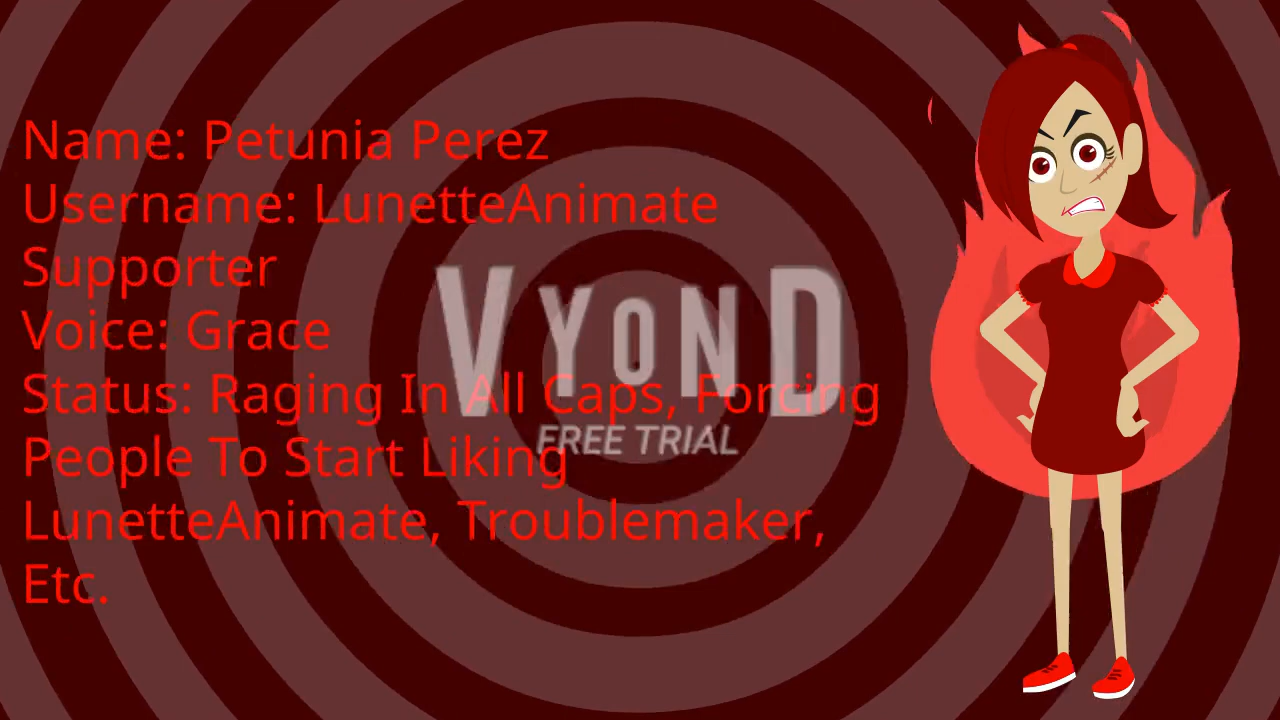 Name: Petunia Perez
Username: LunetteAnimate
Supporter
Voice: Grace
Status: Raging In All Caps, Forcing
People To Start Liking
LunetteAnimate, Troublemaker,
Etc.
VYOND
FREE TRIAL